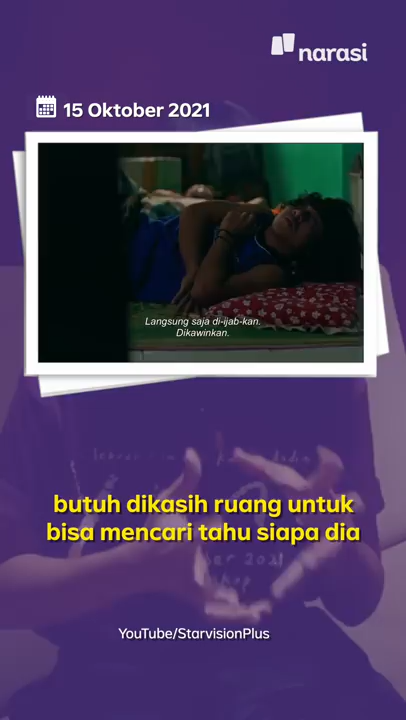 narasi
15 Oktober 2021
Langsung saja di-ijab-kan.
Dikawinkan.
butuh dikasih ruang untuk
bisa mencari tahu siapa dia
YouTube/StarvisionPlus